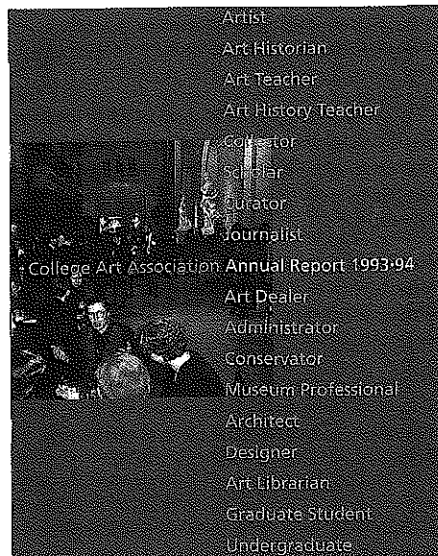 Artist
Art Historian
Art Teacher
Art History Teacher
Collector
Scholar
Curator
Journalist
College Art Association Annual Report 1993·94
Art Dealer
Administrator
Conservator
Museum Professional
Architect
Designer
Art Librarian
Graduate Student
Undergraduate